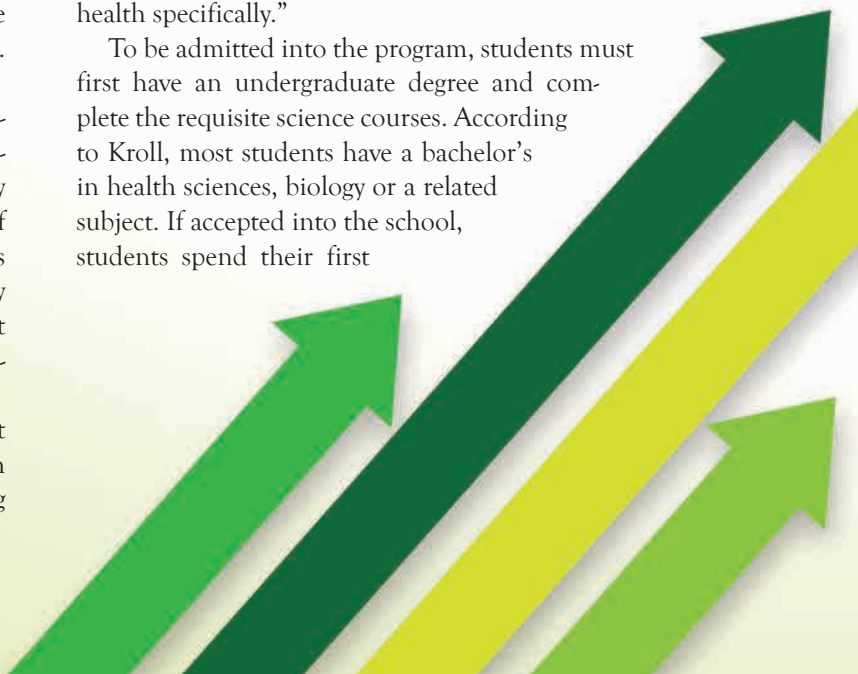 health specifically.”
To be admitted into the program, students must
first have an undergraduate degree and com-
plete the requisite science courses. According
to Kroll, most students have a bachelor’s
in health sciences, biology or a related
subject. If accepted into the school,
students spend their first